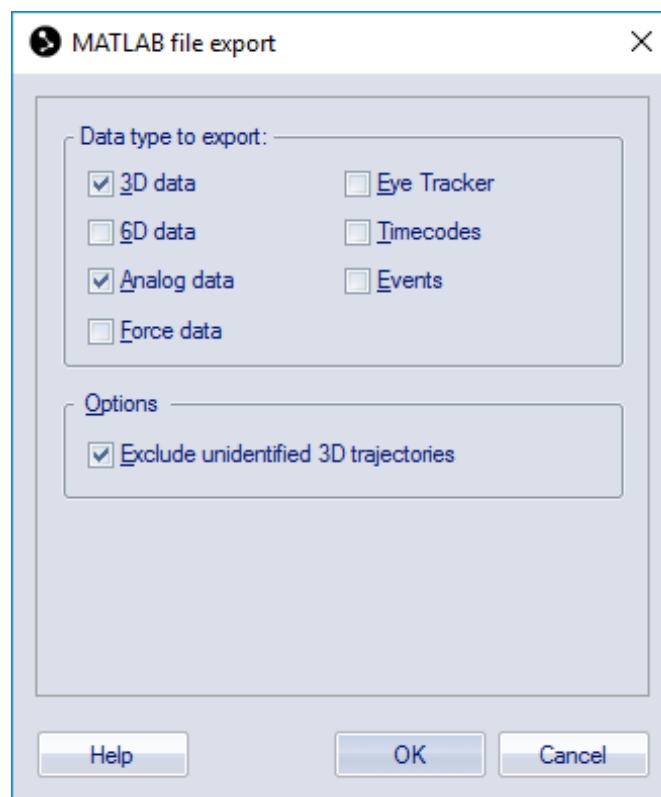 MATLAB file export
Data type to export:
3D data
Eye Tracker
6D data
Timecodes
Analog data
Events
Force data
Options
Exclude unidentified 3D trajectories
Help
OK
Cancel